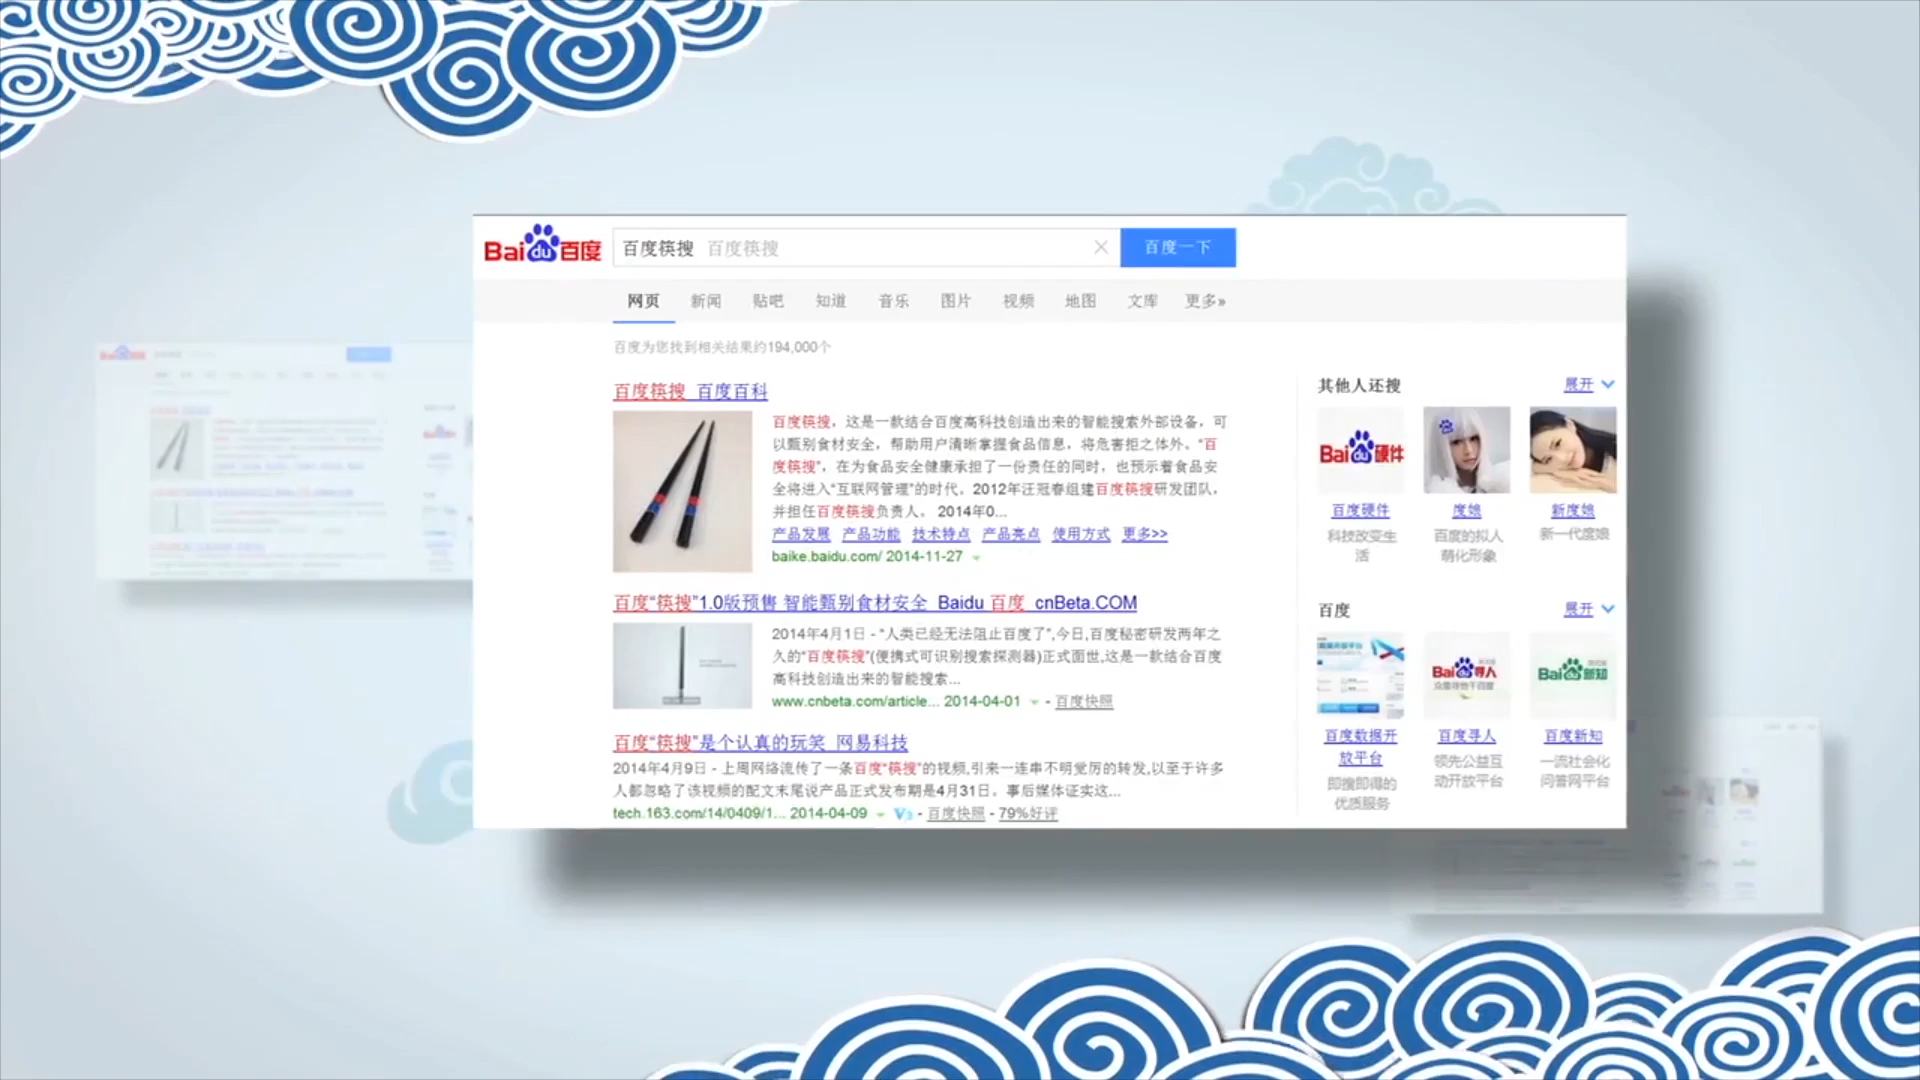 Baidu百度 百度筷搜 百度筷搜 百度一下
网页 新闻 贴吧 知道 音乐 图片 视频 地图 文库 更多»
百度为您找到相关结果约194,000个
百度筷搜_百度百科
百度筷搜，这是一款结合百度高科技创造出来的智能搜索外部设备，可
以甄别食材安全，帮助用户清晰掌握食品信息，将危害拒之体外。“百
度筷搜”，在为食品安全健康承担了一份责任的同时，也预示着食品安
全将进入“互联网管理”的时代。2012年汪冠春组建百度筷搜研发团队，
并担任百度筷搜负责人。 2014年0...
产品发展 产品功能 技术特点 产品亮点 使用方式 更多>>
baike.baidu.com/ 2014-11-27
百度“筷搜”1.0版预售 智能甄别食材安全_Baidu 百度_cnBeta.COM
2014年4月1日 - “人类已经无法阻止百度了”,今日,百度秘密研发两年之
久的“百度筷搜”(便携式可识别搜索探测器)正式面世,这是一款结合百度
高科技创造出来的智能搜索...
www.cnbeta.com/article... 2014-04-01 - 百度快照
百度“筷搜”是个认真的玩笑_网易科技
2014年4月9日 - 上周网络流传了一条百度“筷搜”的视频,引来一连串不明觉厉的转发,以至于许多
人都忽略了该视频的配文末尾说产品正式发布期是4月31日。事后媒体证实这...
tech.163.com/14/0409/1... 2014-04-09 - 百度快照 - 79%好评
其他人还搜 展开
Baidu硬件
百度硬件 度娘 新度娘
科技改变生
活
百度的拟人
萌化形象
新一代度娘
百度 展开
Baidu寻人
Baidu新知
百度数据开
放平台
百度寻人 百度新知
即搜即得的
优质服务
领先公益互
动开放平台
一流社会化
问答网平台